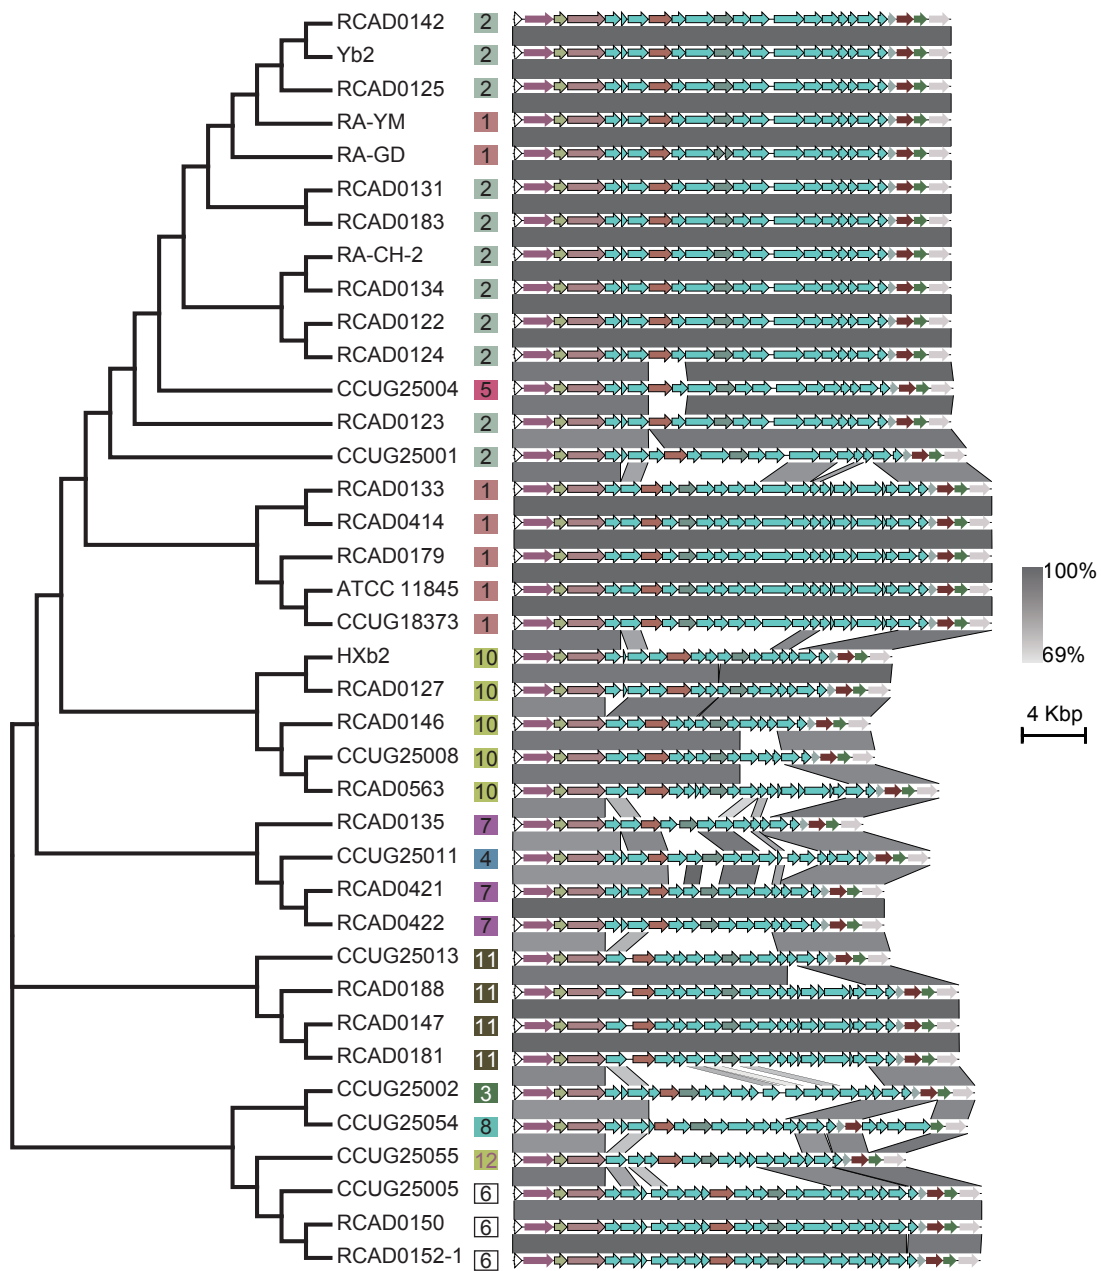 RCAD0142 2
Yb2 2
RCAD0125 2
RA-YM 1
RA-GD 1
RCAD0131 2
RCAD0183 2
RA-CH-2 2
RCAD0134 2
RCAD0122 2
RCAD0124 2
CCUG25004 5
RCAD0123 2
CCUG25001 2
RCAD0133 1
RCAD0414 1
RCAD0179 1
100%
ATCC 11845 1
CCUG18373 1
HXb2 10
69%
RCAD0127 10
4 Kbp
RCAD0146 10
CCUG25008 10
RCAD0563 10
RCAD0135 7
CCUG25011 4
RCAD0421 7
RCAD0422 7
CCUG25013 11
RCAD0188 11
RCAD0147 11
RCAD0181 11
CCUG25002 3
CCUG25054 8
CCUG25055 12
CCUG25005 6
RCAD0150 6
RCAD0152-1 6